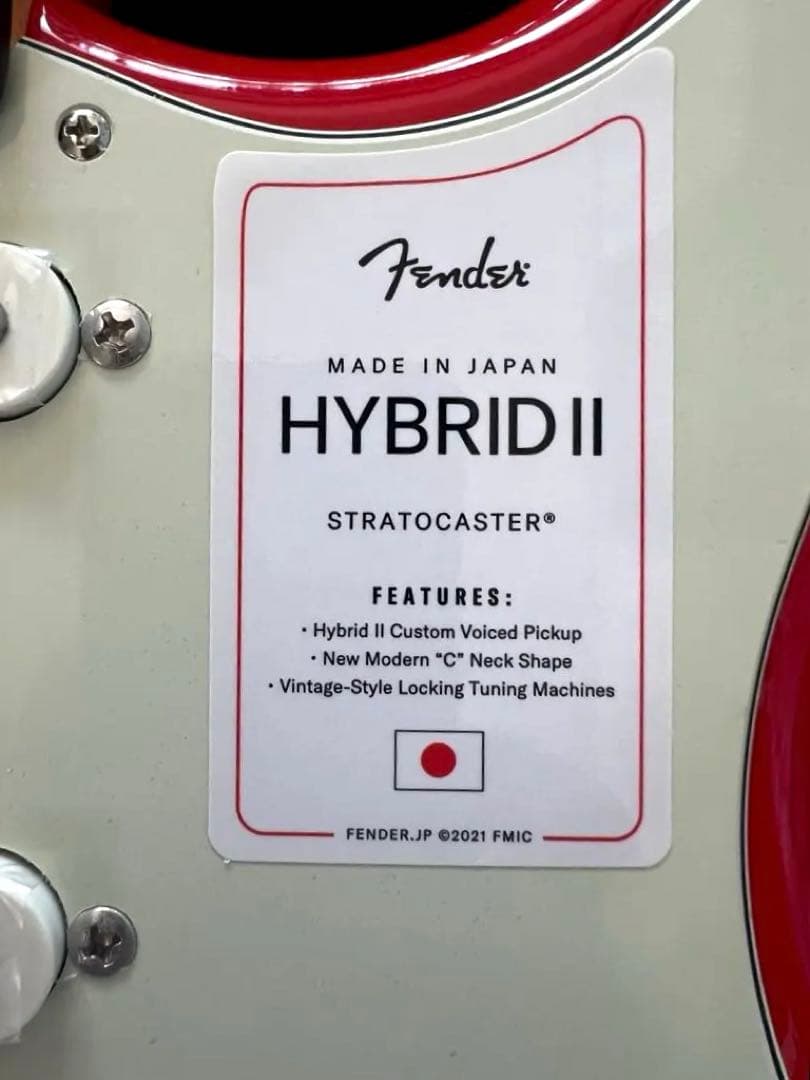 Fender
MADE IN JAPAN
HYBRID II
STRATOCASTER®
FEATURES:
• Hybrid II Custom Voiced Pickup
• New Modern “C” Neck Shape
• Vintage-Style Locking Tuning Machines
FENDER.JP ©2021 FMIC